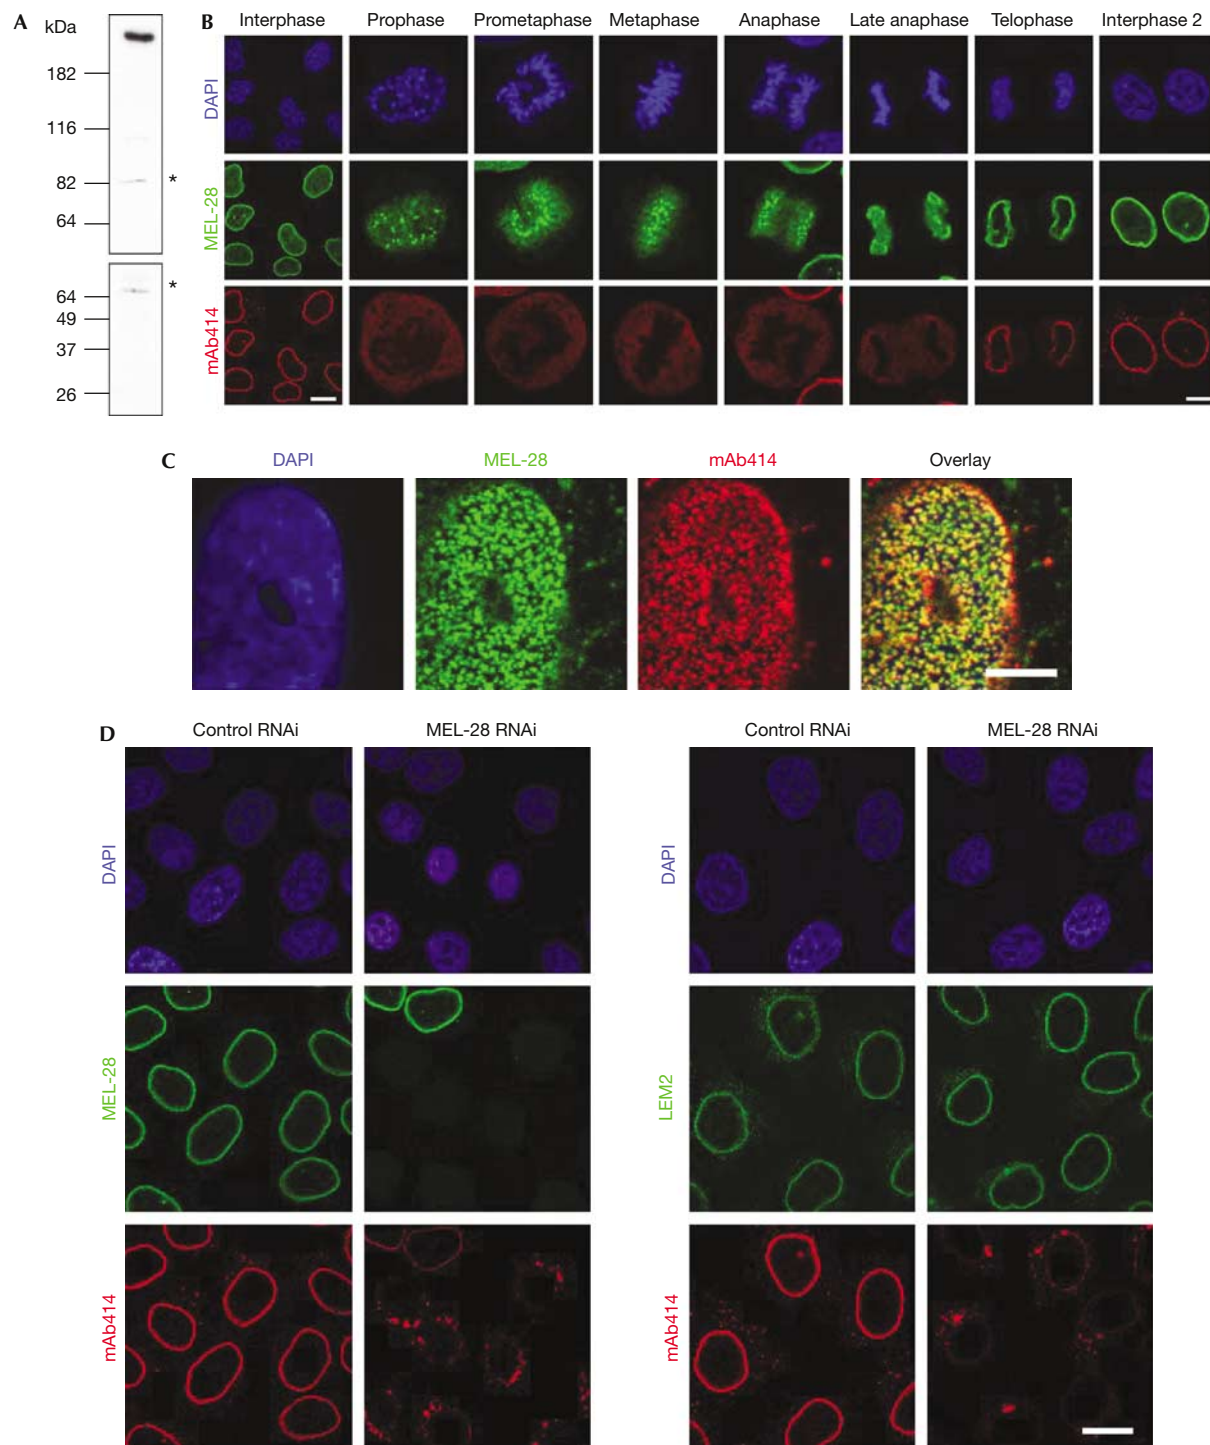 A
kDa
182
116
82
*
64
64
*
49
37
26
B
Interphase Prophase Prometaphase Metaphase Anaphase Late anaphase Telophase Interphase 2
DAPI
MEL-28
mAb414
C
DAPI MEL-28 mAb414 Overlay
D
Control RNAi MEL-28 RNAi Control RNAi MEL-28 RNAi
DAPI DAPI
MEL-28 LEM2
mAb414 mAb414